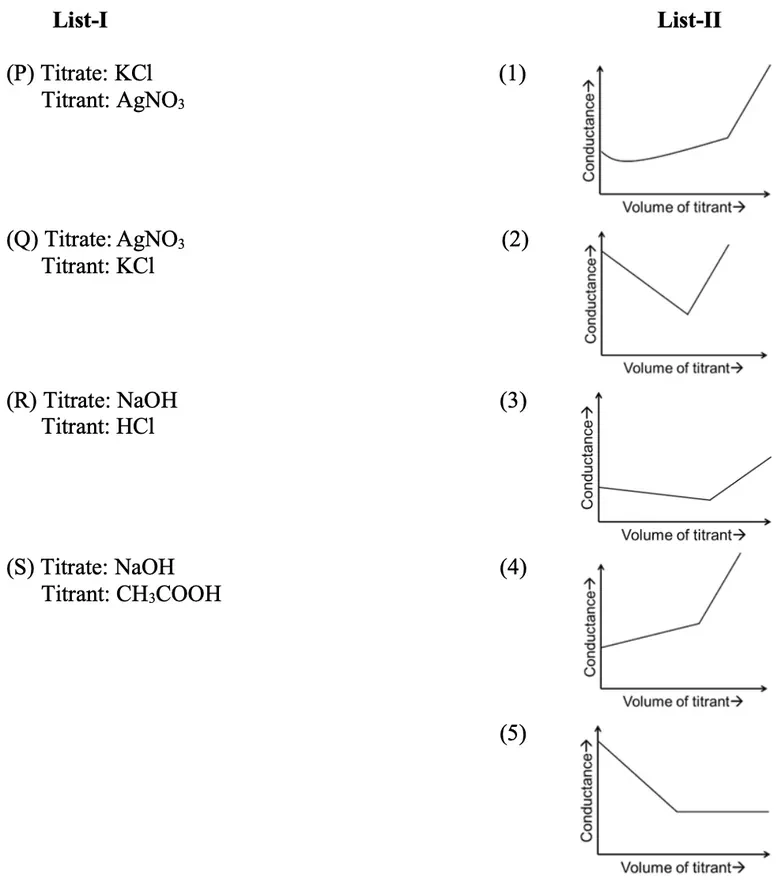 List-I
List-II
(P) Titrate: KCl
Titrant: AgNO₃
(1)
Conductance→
Volume of titrant→
(Q) Titrate: AgNO₃
Titrant: KCl
(2)
Conductance→
Volume of titrant→
(R) Titrate: NaOH
Titrant: HCl
(3)
Conductance→
Volume of titrant→
(S) Titrate: NaOH
Titrant: CH₃COOH
(4)
Conductance→
Volume of titrant→
(5)
Conductance→
Volume of titrant→